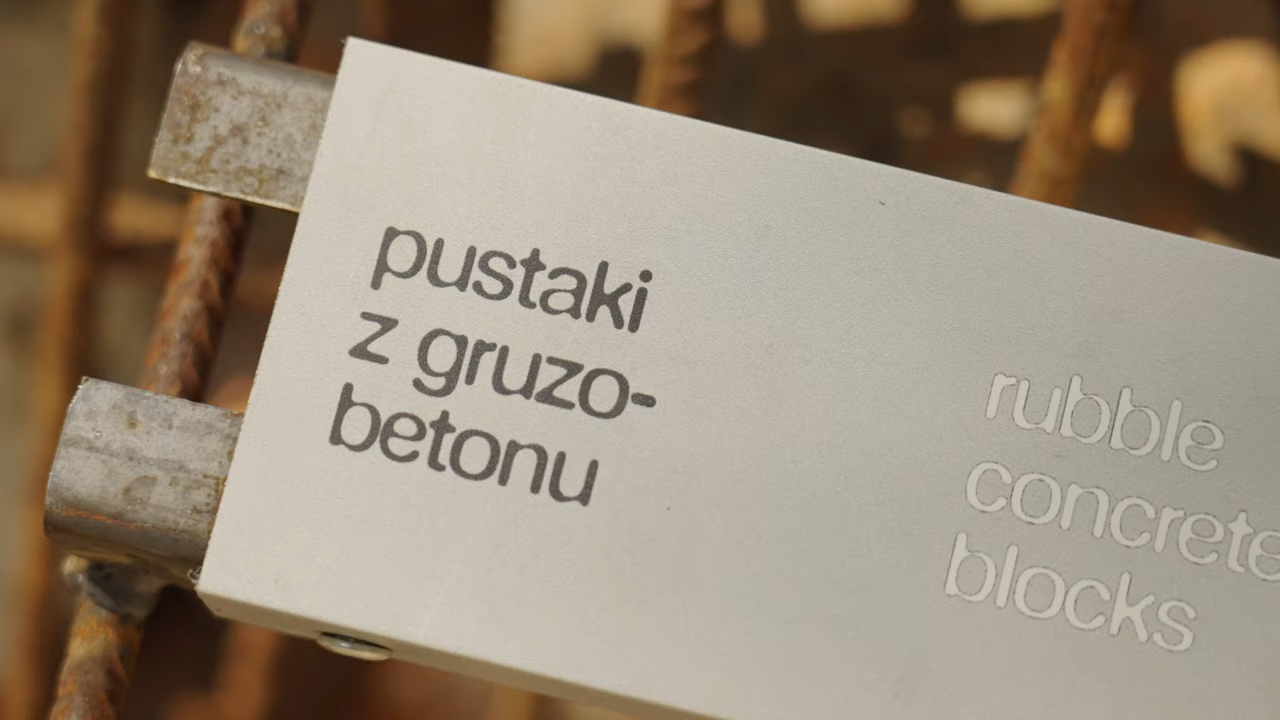 pustaki
z gruzo-
betonu
rubble
concrete
blocks